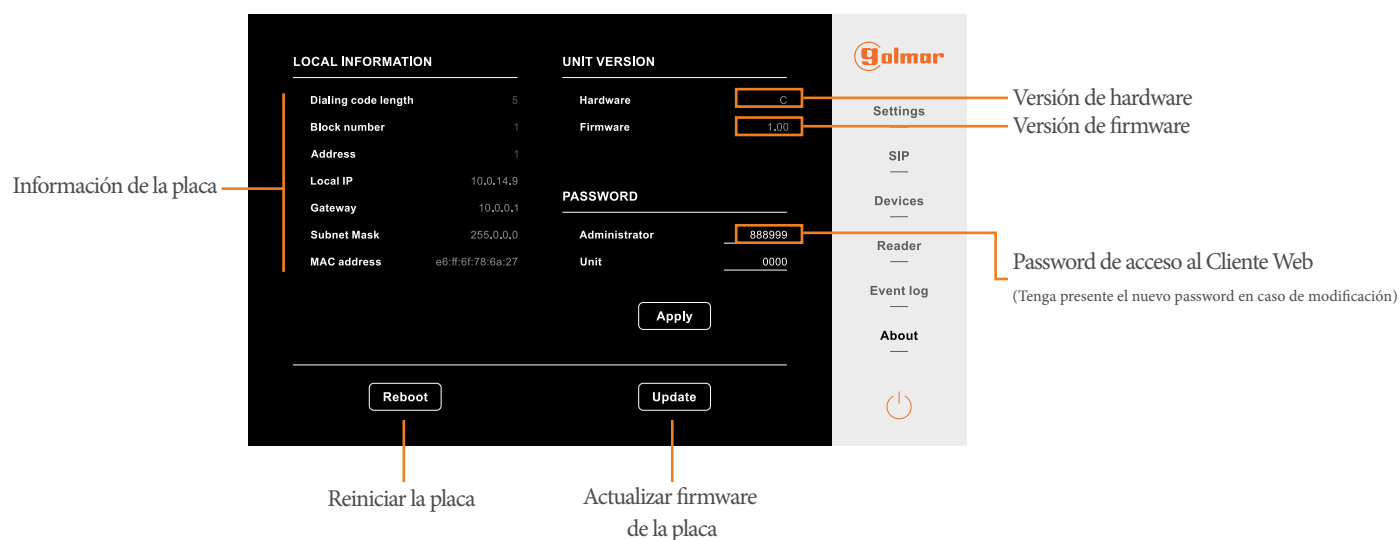 LOCAL INFORMATION
Dialing code length 5
Block number 1
Address 1
Local IP 10.0.14.9
Gateway 10.0.0.1
Subnet Mask 255.0.0.0
MAC address e6:ff:6f:78:6a:27
UNIT VERSION
Hardware C
Firmware 1.00
PASSWORD
Administrator 888999
Unit 0000
Apply
Reboot
Update
golmar
Settings
SIP
Devices
Reader
Event log
About
Información de la placa
Versión de hardware
Versión de firmware
Password de acceso al Cliente Web
(Tenga presente el nuevo password en caso de modificación)
Reiniciar la placa
Actualizar firmware
de la placa